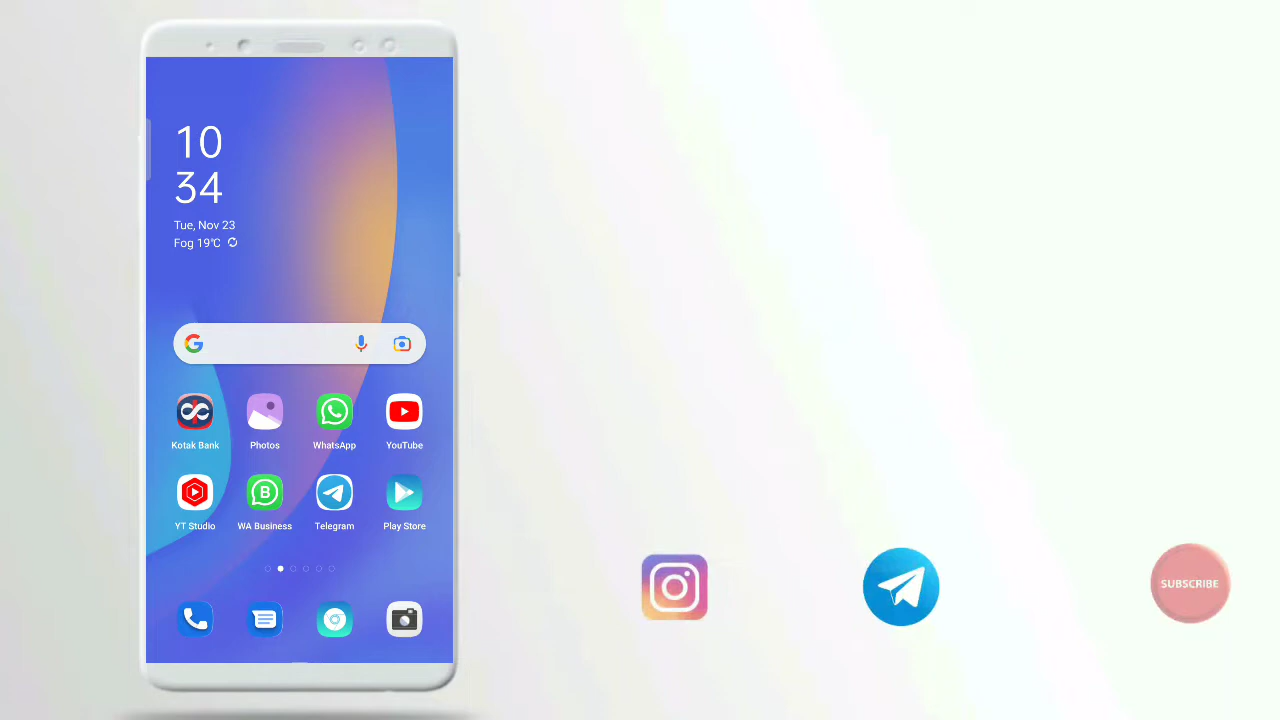 10
34
Tue, Nov 23
Fog 19°C
Kotak Bank Photos WhatsApp YouTube
YT Studio WA Business Telegram Play Store
SUBSCRIBE